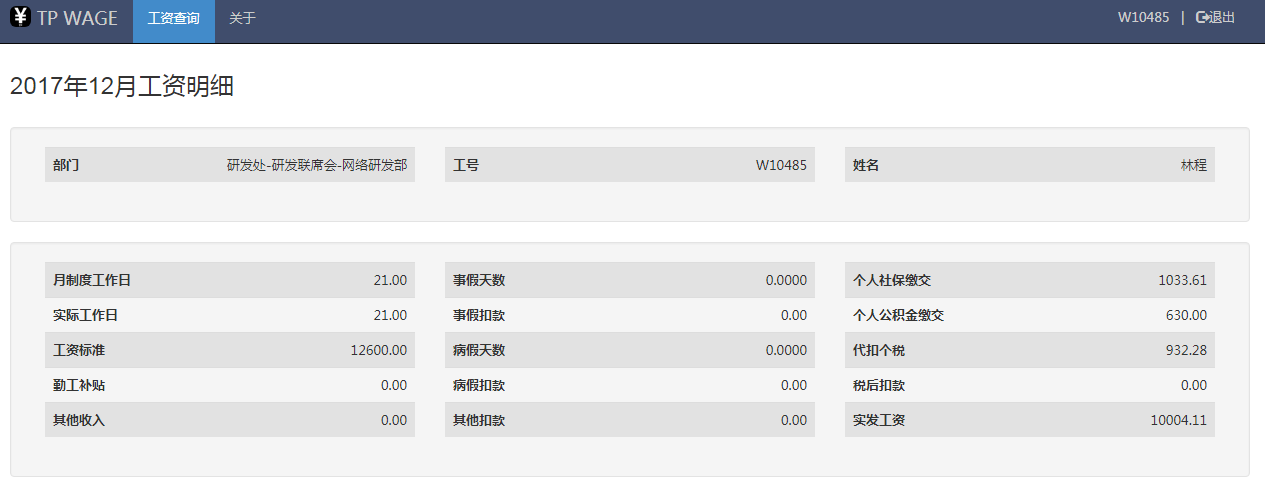 ¥ TP WAGE 工资查询 关于 W10485 | 退出
2017年12月工资明细
部门 研发处-研发联席会-网络研发部 工号 W10485 姓名 林程
月制度工作日 21.00 事假天数 0.0000 个人社保缴交 1033.61
实际工作日 21.00 事假扣款 0.00 个人公积金缴交 630.00
工资标准 12600.00 病假天数 0.0000 代扣个税 932.28
勤工补贴 0.00 病假扣款 0.00 税后扣款 0.00
其他收入 0.00 其他扣款 0.00 实发工资 10004.11